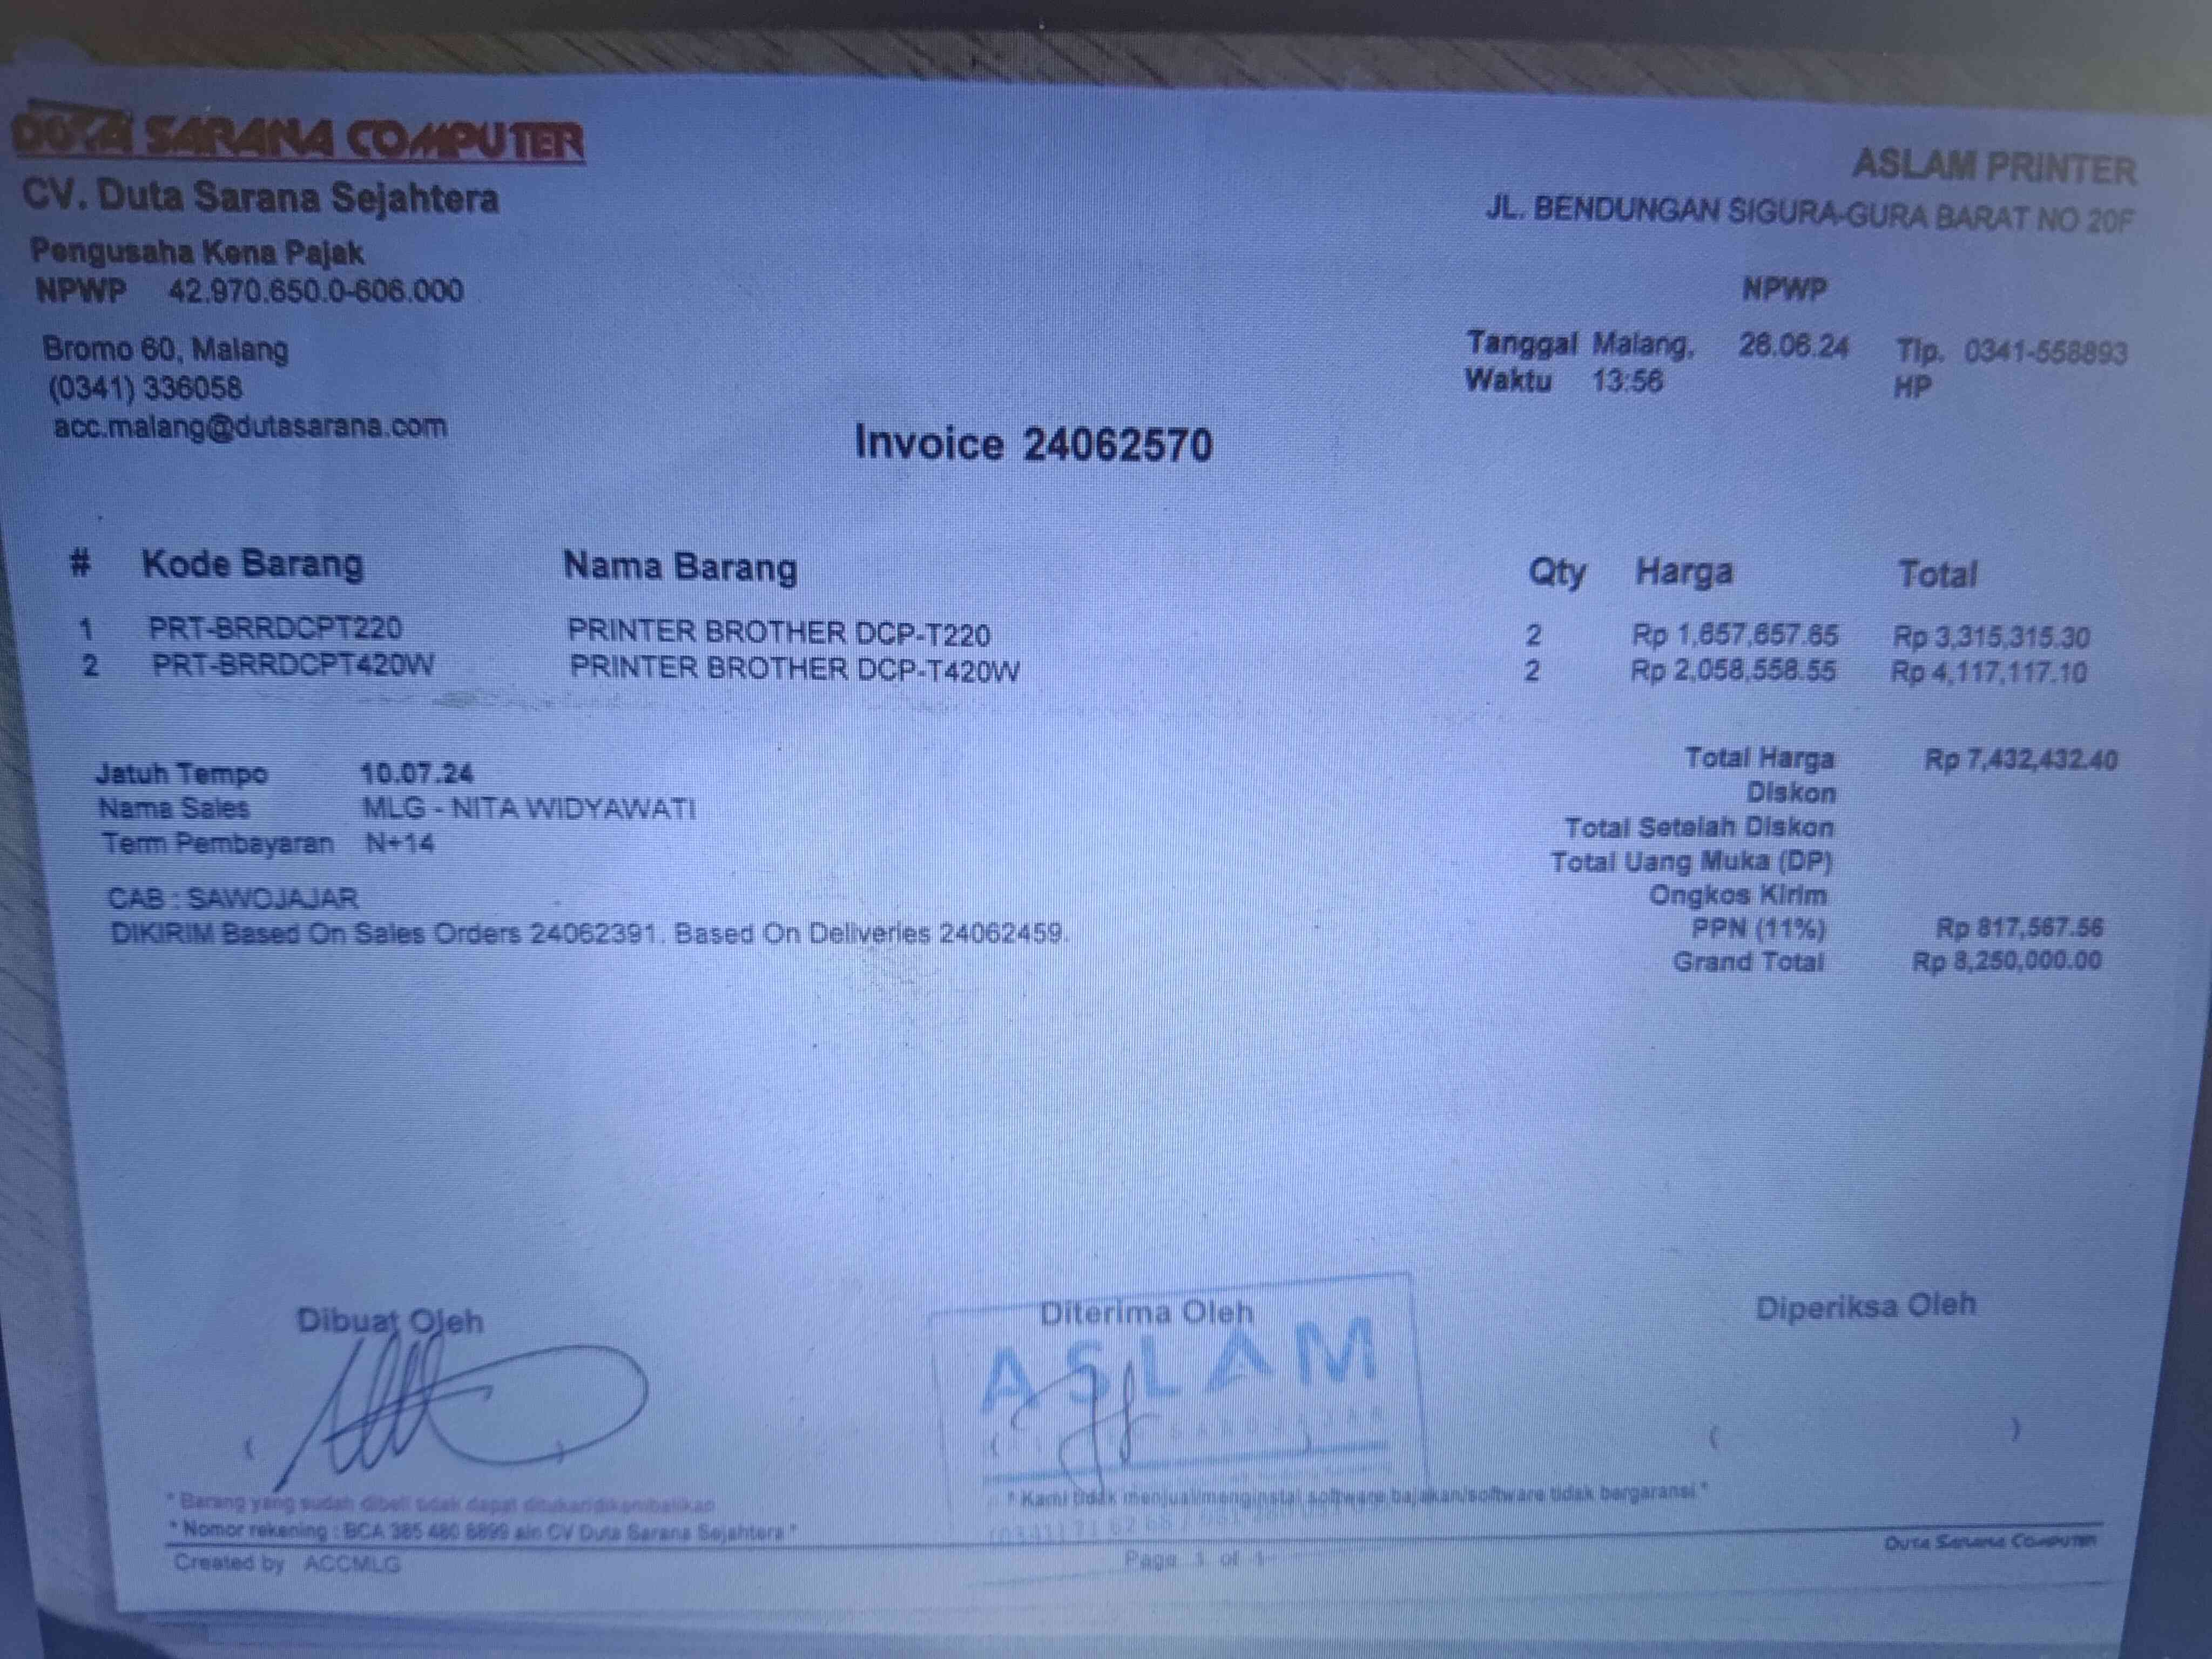 DUTA SARANA COMPUTER
CV. Duta Sarana Sejahtera
Pengusaha Kena Pajak
NPWP 42.970.650.0-606.000
Bromo 60, Malang
(0341) 336058
acc.malang@dutasarana.com
ASLAM PRINTER
JL. BENDUNGAN SIGURA-GURA BARAT NO 20F
NPWP
Tanggal Malang, 26.06.24 Tlp. 0341-558893
Waktu 13:56 HP
Invoice 24062570
# Kode Barang Nama Barang Qty Harga Total
1 PRT-BRRDCPT220 PRINTER BROTHER DCP-T220 2 Rp 1,657,657.65 Rp 3,315,315.30
2 PRT-BRRDCPT420W PRINTER BROTHER DCP-T420W 2 Rp 2,058,558.55 Rp 4,117,117.10
Jatuh Tempo 10.07.24
Nama Sales MLG - NITA WIDYAWATI
Term Pembayaran N+14
CAB : SAWOJAJAR
DIKIRIM Based On Sales Orders 24062391. Based On Deliveries 24062459.
Total Harga Rp 7,432,432.40
Diskon
Total Setelah Diskon
Total Uang Muka (DP)
Ongkos Kirim
PPN (11%) Rp 817,567.56
Grand Total Rp 8,250,000.00
Dibuat Oleh
Diterima Oleh
Diperiksa Oleh
ASLAM
( )
( )
( )
* Barang yang sudah dibeli tidak dapat ditukar/dikembalikan
* Nomor rekening : BCA 385 480 8899 a/n CV Duta Sarana Sejahtera *
* Kami tidak menjual/menginstal software bajakan/software tidak bergaransi *
DUTA SARANA COMPUTER
Created by ACCMLG
Page 1 of 1